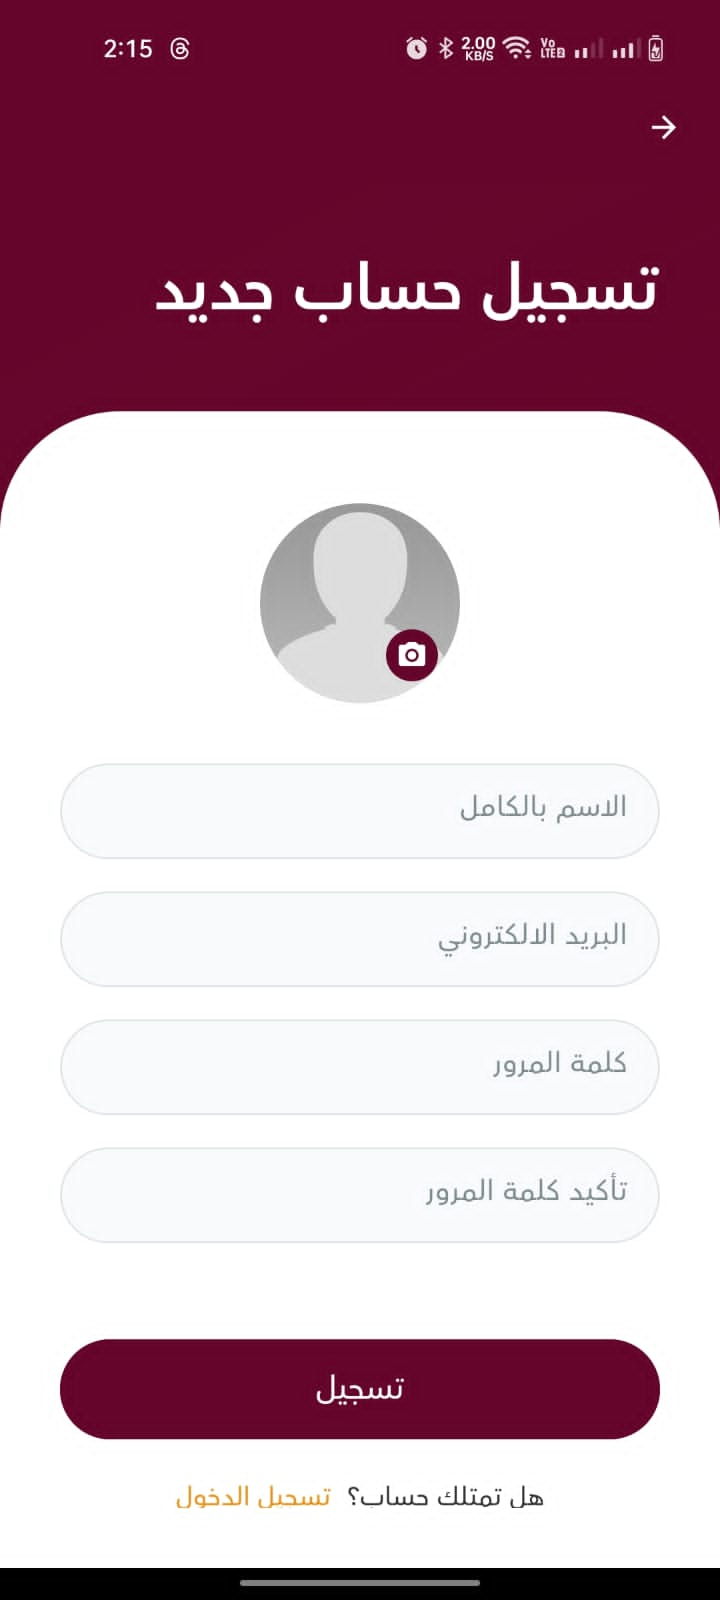 2:15 2.00 KB/S Vo LTE2
تسجيل حساب جديد
الاسم بالكامل
البريد الالكتروني
كلمة المرور
تأكيد كلمة المرور
تسجيل
هل تمتلك حساب؟ تسجيل الدخول